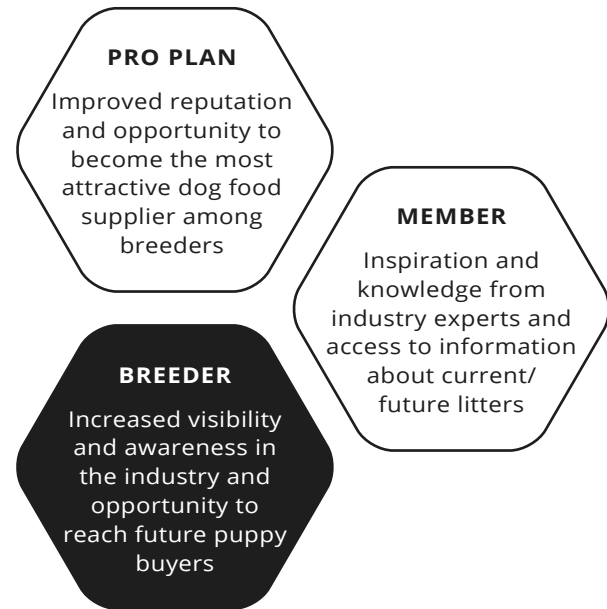 PRO PLAN
Improved reputation
and opportunity to
become the most
attractive dog food
supplier among
breeders
MEMBER
Inspiration and
knowledge from
industry experts and
access to information
about current/
future litters
BREEDER
Increased visibility
and awareness in
the industry and
opportunity to
reach future puppy
buyers